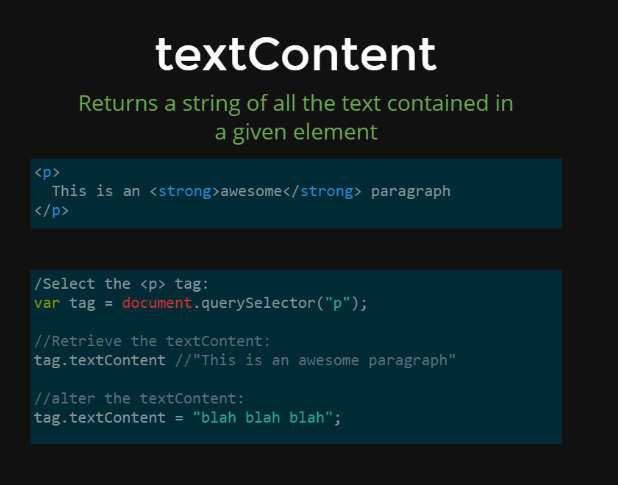 textContent
Returns a string of all the text contained in
a given element
<p>
  This is an <strong>awesome</strong> paragraph
</p>
/Select the <p> tag:
var tag = document.querySelector("p");
//Retrieve the textContent:
tag.textContent //"This is an awesome paragraph"
//alter the textContent:
tag.textContent = "blah blah blah";